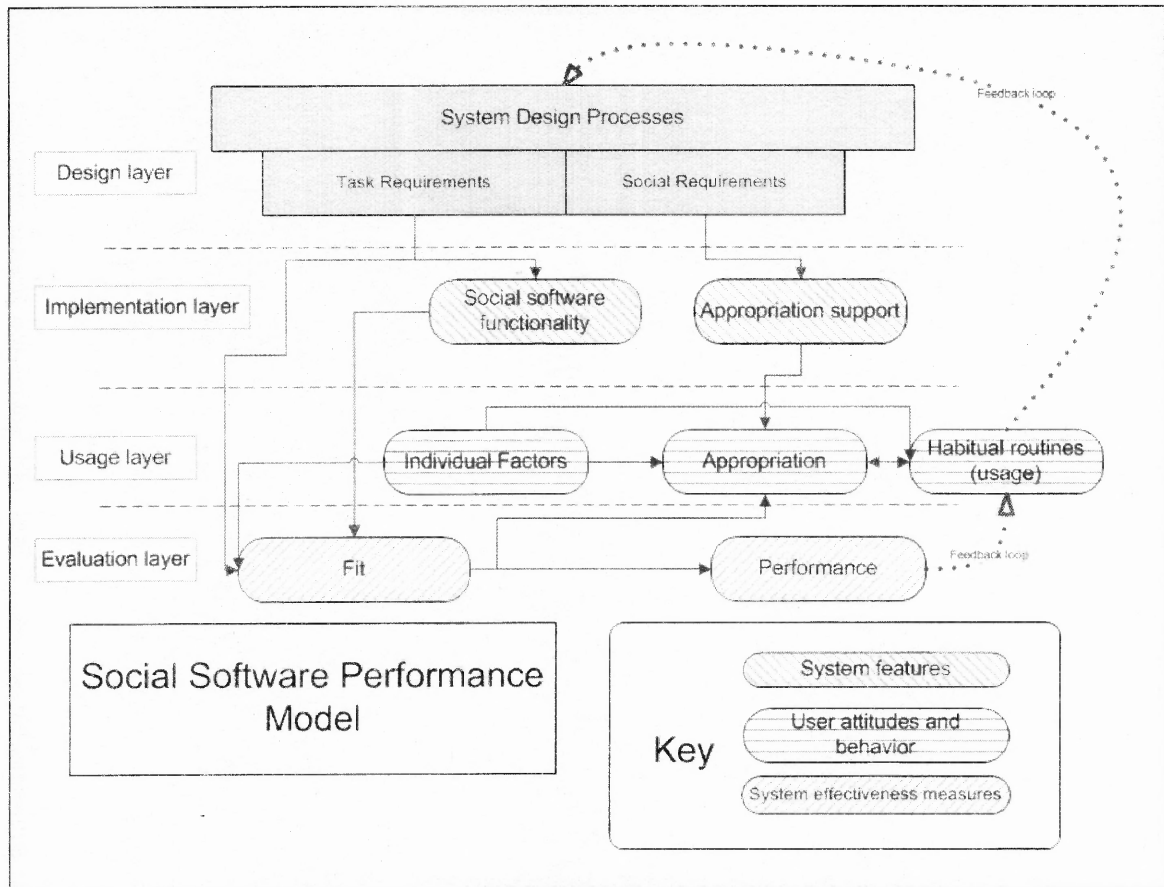 Feedback loop
System Design Processes
Design layer
Task Requirements
Social Requirements
Implementation layer
Social software
functionality
Appropriation support
Usage layer
Individual Factors
Appropriation
Habitual routines
(usage)
Evaluation layer
Fit
Performance
Feedback loop
Social Software Performance
Model
Key
System features
User attitudes and
behavior
System effectiveness measures